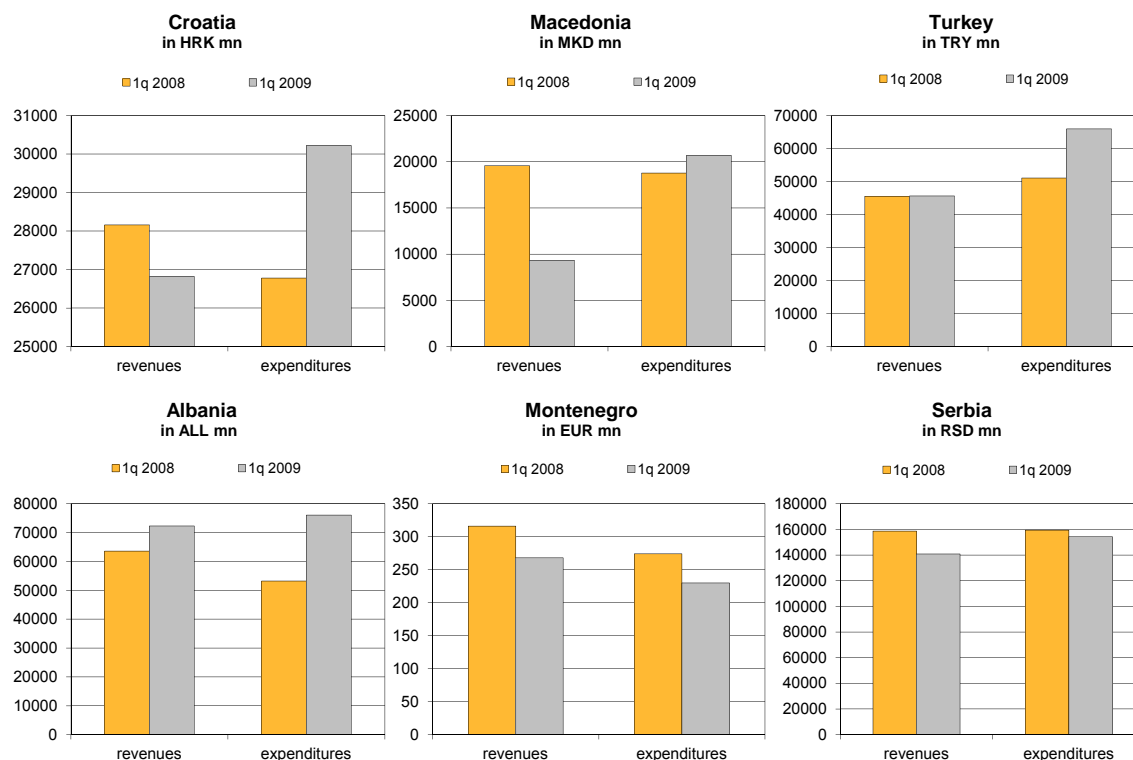 Croatia
in HRK mn
1q 2008
1q 2009
31000
30000
29000
28000
27000
26000
25000
revenues
expenditures
Macedonia
in MKD mn
1q 2008
1q 2009
25000
20000
15000
10000
5000
0
revenues
expenditures
Turkey
in TRY mn
1q 2008
1q 2009
70000
60000
50000
40000
30000
20000
10000
0
revenues
expenditures
Albania
in ALL mn
1q 2008
1q 2009
80000
70000
60000
50000
40000
30000
20000
10000
0
revenues
expenditures
Montenegro
in EUR mn
1q 2008
1q 2009
350
300
250
200
150
100
50
0
revenues
expenditures
Serbia
in RSD mn
1q 2008
1q 2009
180000
160000
140000
120000
100000
80000
60000
40000
20000
0
revenues
expenditures